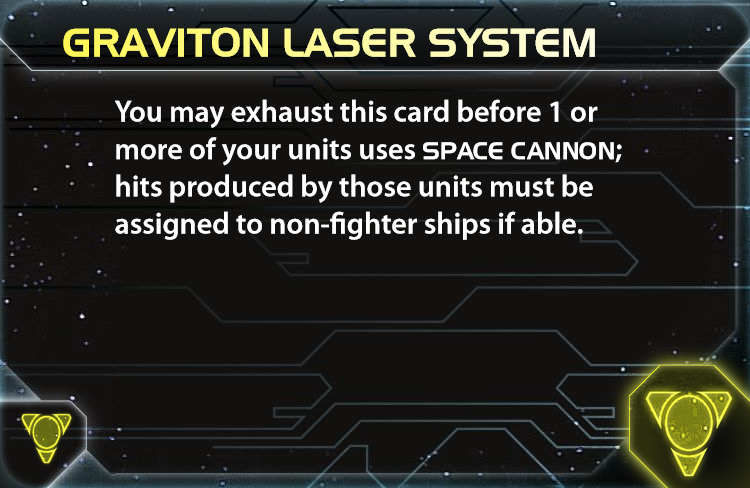 GRAVITON LASER SYSTEM
You may exhaust this card before 1 or
more of your units uses SPACE CANNON;
hits produced by those units must be
assigned to non-fighter ships if able.